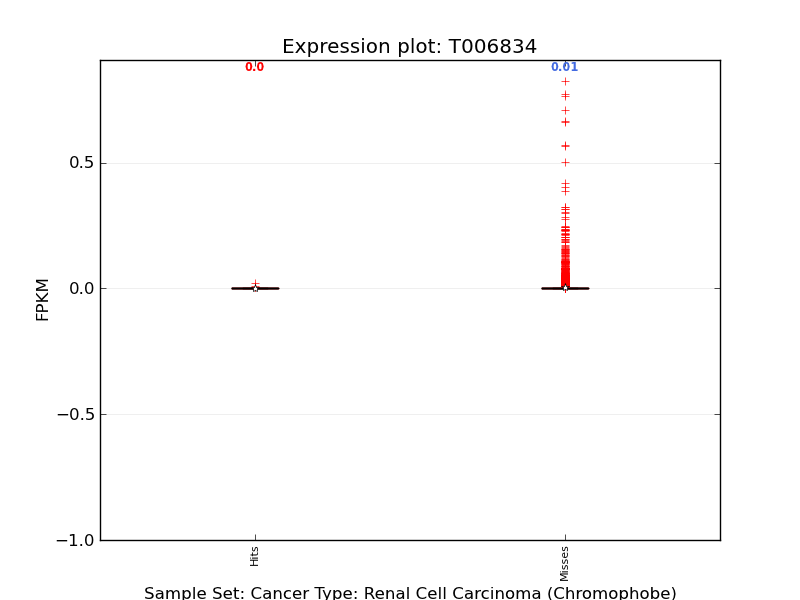 Expression plot: T006834
0.0
0.01
0.5
0.0
−0.5
−1.0
FPKM
Hits
Misses
Sample Set: Cancer Type: Renal Cell Carcinoma (Chromophobe)